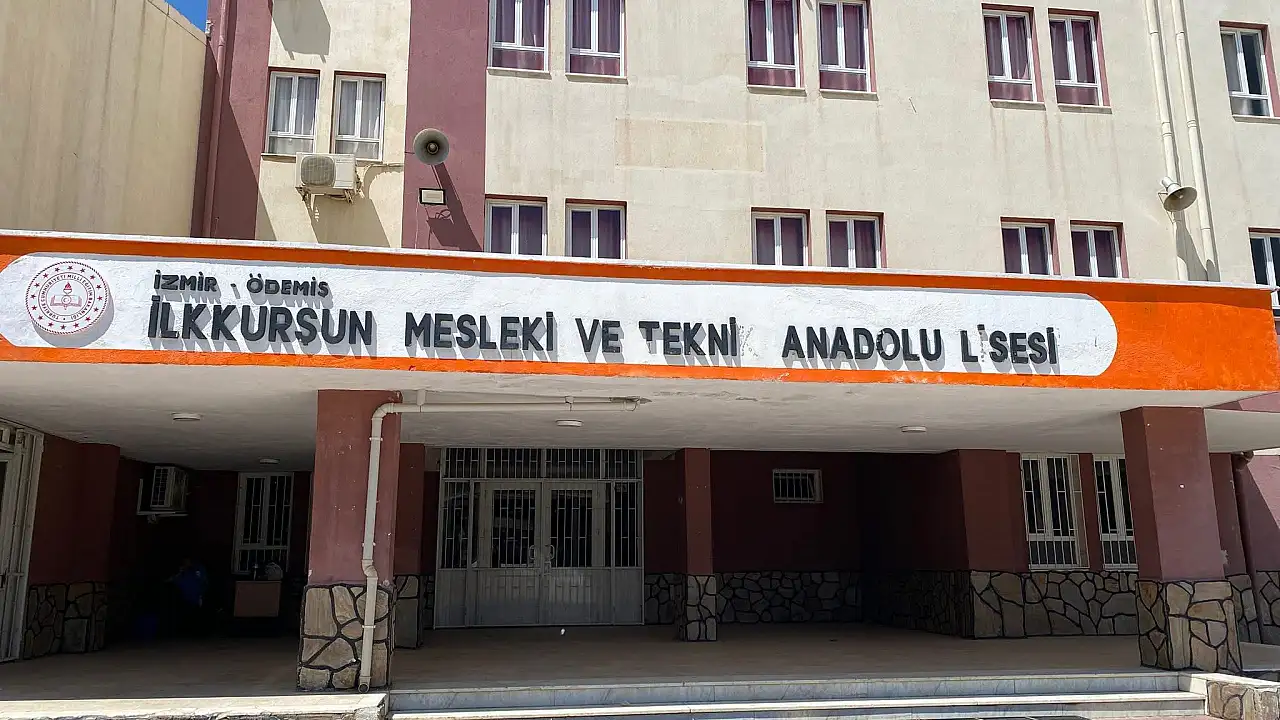 İZMİR . ÖDEMİS
İLKKURŞUN MESLEKİ VE TEKNİ ANADOLU LİSESİ